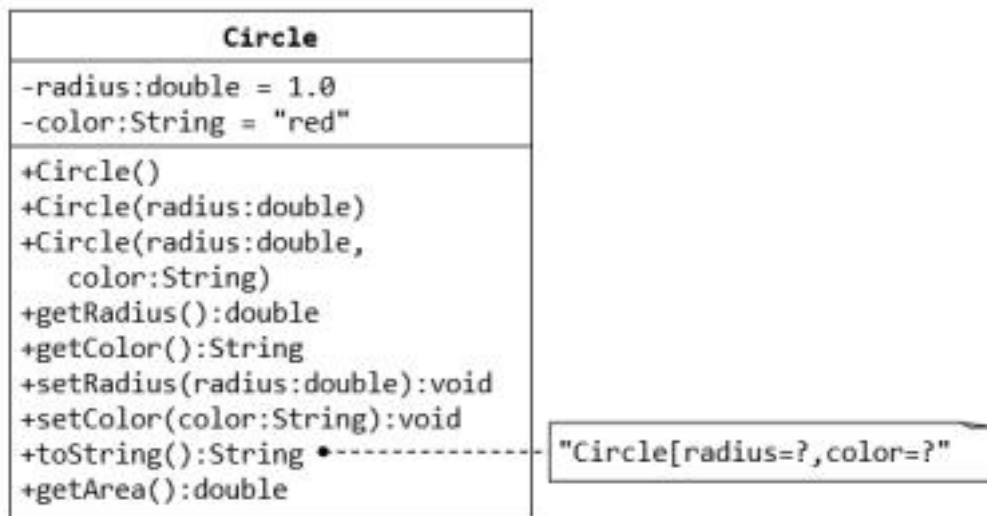 Circle
-radius:double = 1.0
-color:String = "red"
+Circle()
+Circle(radius:double)
+Circle(radius:double,
color:String)
+getRadius():double
+getColor():String
+setRadius(radius:double):void
+setColor(color:String):void
+toString():String
"Circle[radius=?,color=?"
+getArea():double